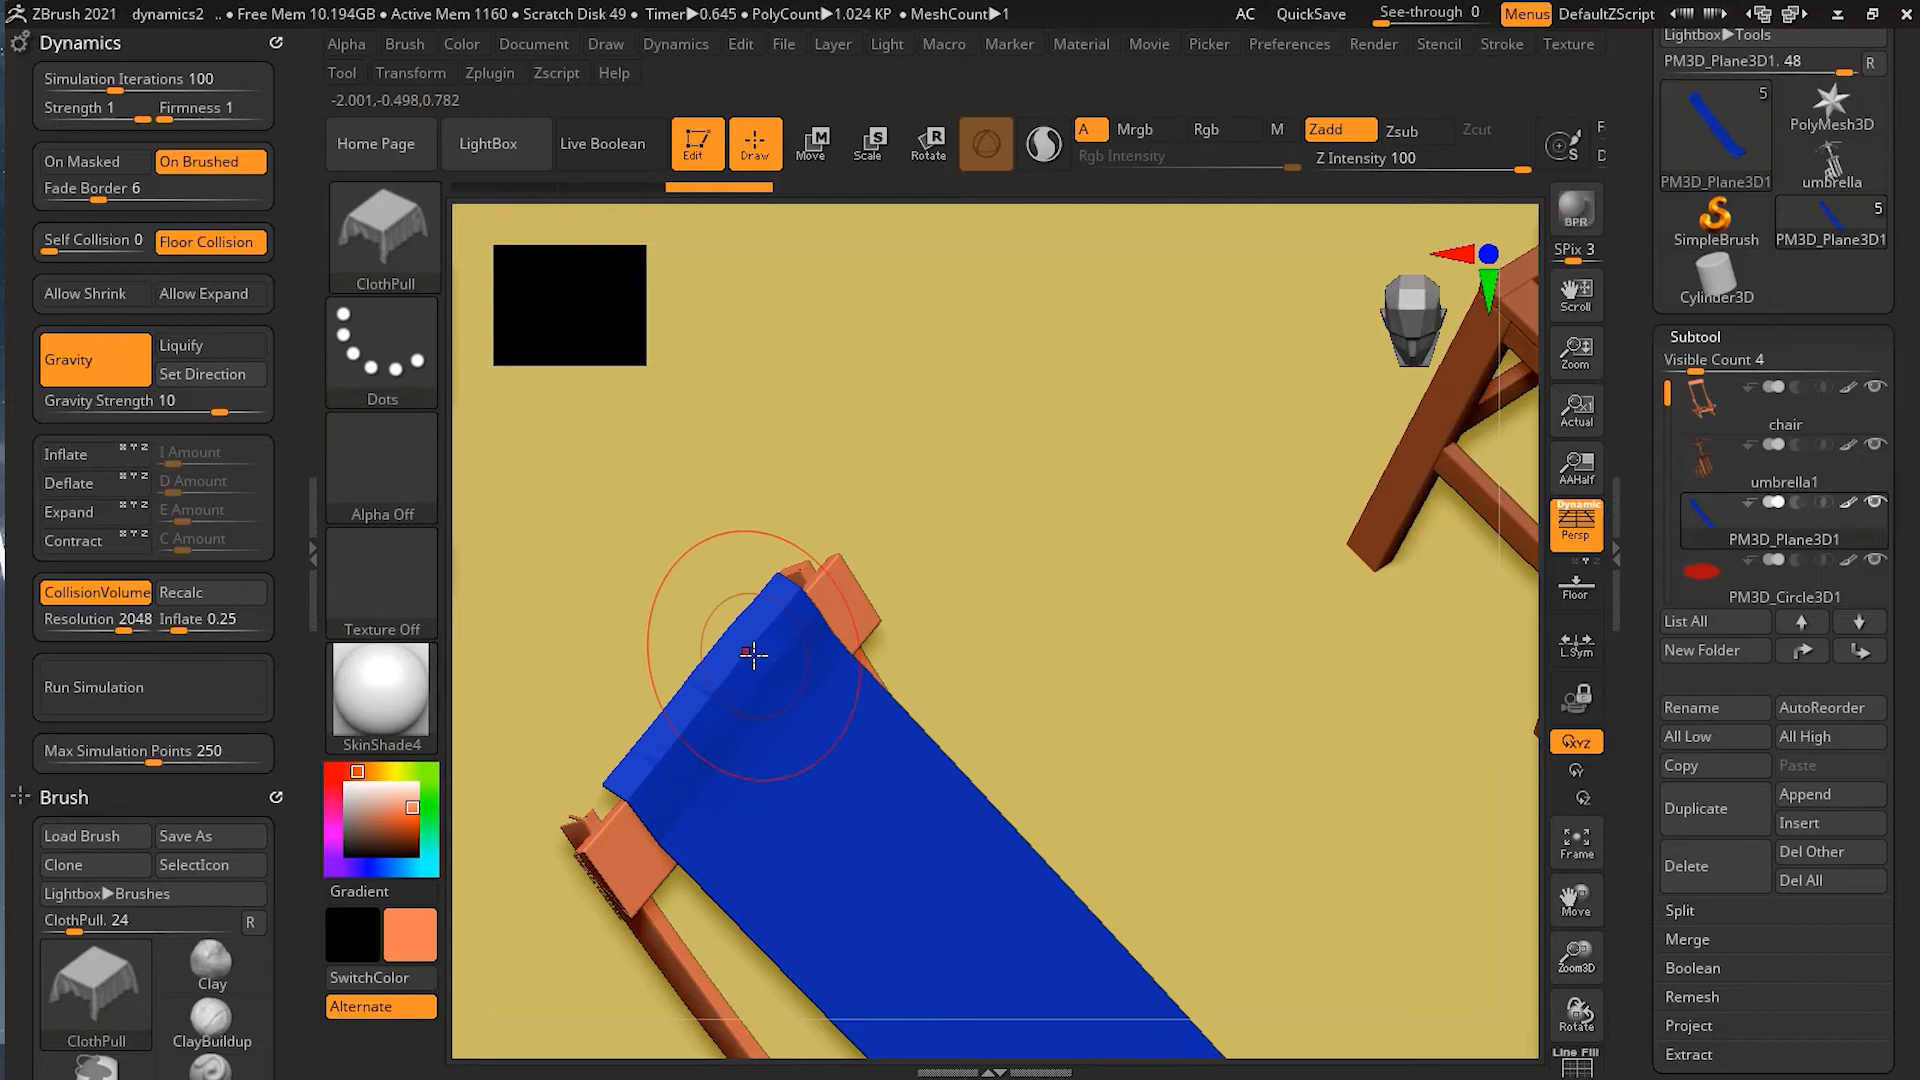 ZBrush 2021 dynamics2 .. • Free Mem 10.194GB • Active Mem 1160 • Scratch Disk 49 • Timer▶0.645 • PolyCount▶1.024 KP • MeshCount▶1 AC QuickSave See-through 0 Menus DefaultZScript
Dynamics
Simulation Iterations 100
Strength 1 Firmness 1
On Masked On Brushed
Fade Border 6
Self Collision 0 Floor Collision
Allow Shrink Allow Expand
Gravity Liquify
Set Direction
Gravity Strength 10
Inflate X Y Z I Amount
Deflate X Y Z D Amount
Expand X Y Z E Amount
Contract X Y Z C Amount
CollisionVolume Recalc
Resolution 2048 Inflate 0.25
Run Simulation
Max Simulation Points 250
Brush
Load Brush Save As
Clone SelectIcon
Lightbox▶Brushes
ClothPull. 24 R
ClothPull
Clay
ClayBuildup
Alpha Brush Color Document Draw Dynamics Edit File Layer Light Macro Marker Material Movie Picker Preferences Render Stencil Stroke Texture
Tool Transform Zplugin Zscript Help
-2.001,-0.498,0.782
Home Page LightBox Live Boolean Edit Draw Move Scale Rotate
M S R
A Mrgb Rgb M Zadd Zsub Zcut
Rgb Intensity Z Intensity 100
S F
D
ClothPull
Dots
Alpha Off
Texture Off
SkinShade4
Gradient
SwitchColor
Alternate
BPR
SPix 3
Scroll
Zoom
Actual
AAHalf
Dynamic
Persp
Floor
L.Sym
XYZ
Y
Z
Frame
Move
Zoom3D
Rotate
Line Fill
Lightbox▶Tools
PM3D_Plane3D1. 48 R
5
PM3D_Plane3D1
PolyMesh3D
umbrella
SimpleBrush
5
PM3D_Plane3D1
Cylinder3D
Subtool
Visible Count 4
chair
umbrella1
PM3D_Plane3D1
PM3D_Circle3D1
List All
New Folder
Rename AutoReorder
All Low All High
Copy Paste
Duplicate Append
Insert
Delete Del Other
Del All
Split
Merge
Boolean
Remesh
Project
Extract